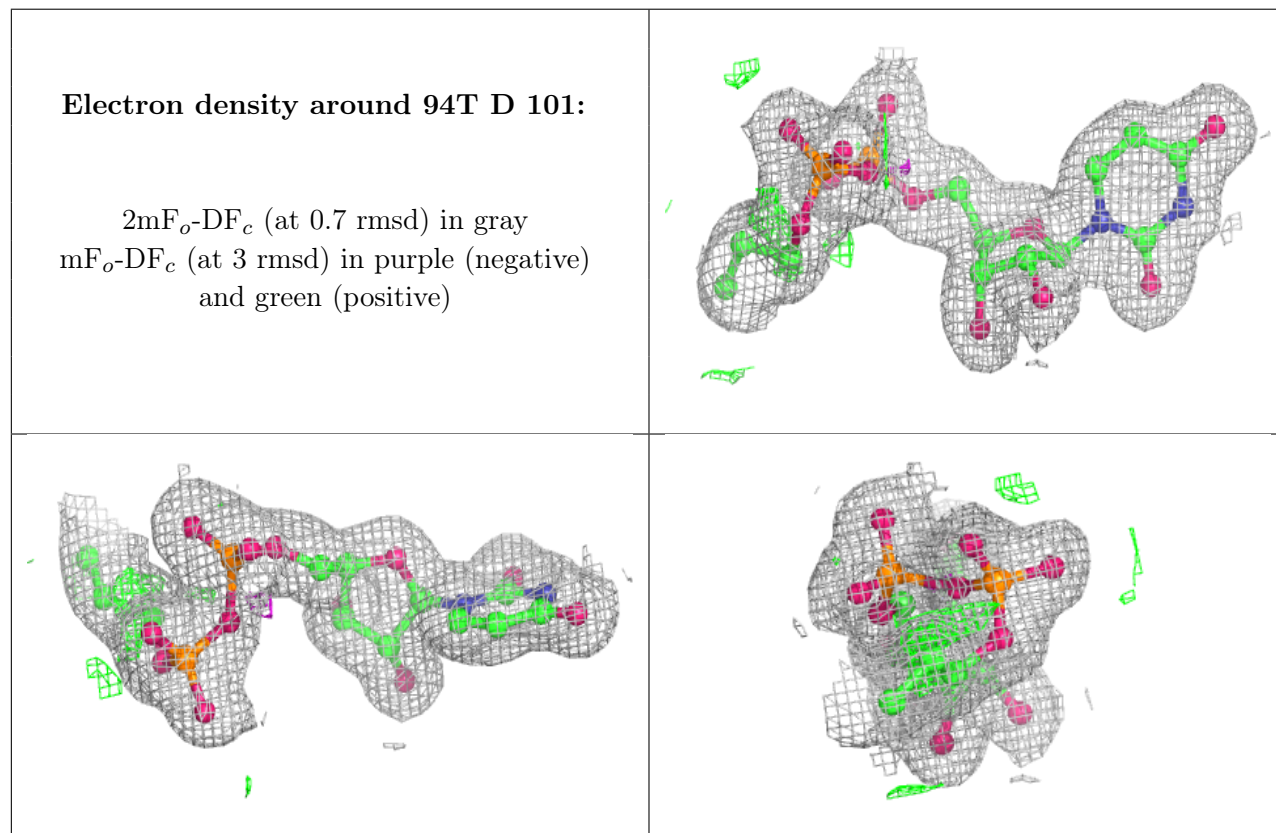 Electron density around 94T D 101:
2mFₒ-DF𝒸 (at 0.7 rmsd) in gray
mFₒ-DF𝒸 (at 3 rmsd) in purple (negative)
and green (positive)